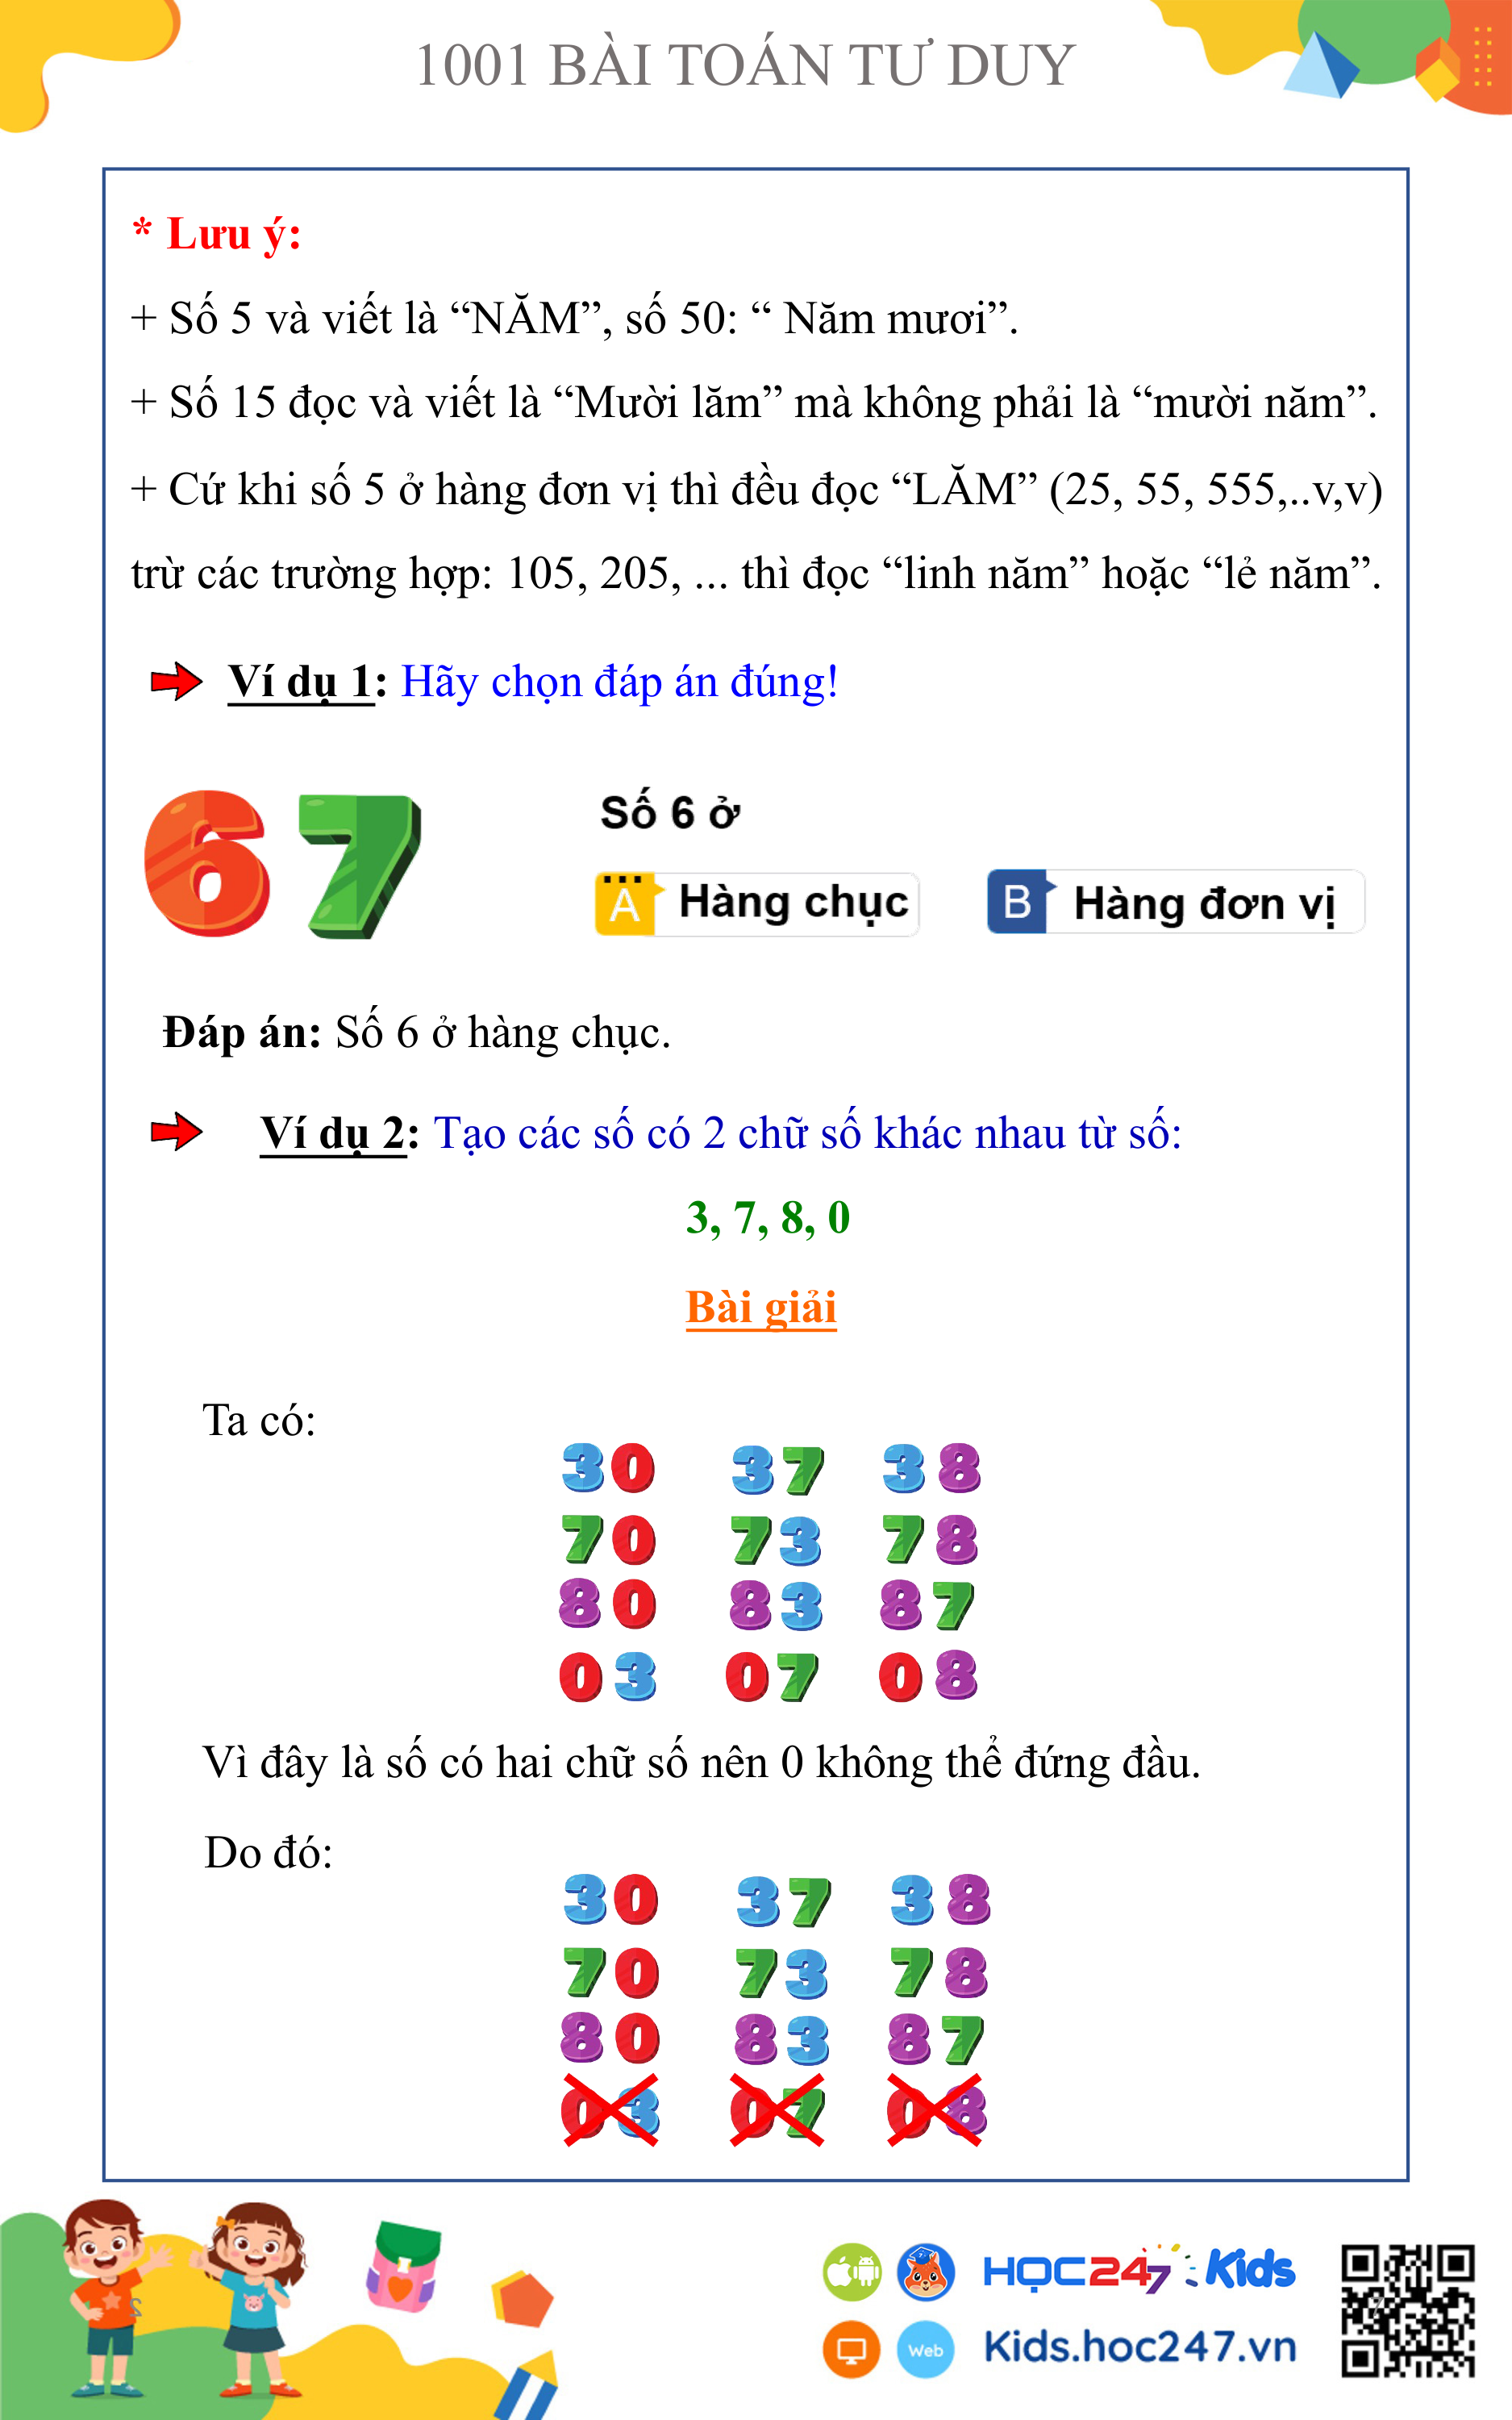 1001 BÀI TOÁN TƯ DUY
* Lưu ý:
+ Số 5 và viết là “NĂM”, số 50: “ Năm mươi”.
+ Số 15 đọc và viết là “Mười lăm” mà không phải là “mười năm”.
+ Cứ khi số 5 ở hàng đơn vị thì đều đọc “LĂM” (25, 55, 555,..v,v)
trừ các trường hợp: 105, 205, ... thì đọc “linh năm” hoặc “lẻ năm”.
Ví dụ 1: Hãy chọn đáp án đúng!
67
Số 6 ở
A Hàng chục
B Hàng đơn vị
Đáp án: Số 6 ở hàng chục.
Ví dụ 2: Tạo các số có 2 chữ số khác nhau từ số:
3, 7, 8, 0
Bài giải
Ta có:
30 37 38
70 73 78
80 83 87
03 07 08
Vì đây là số có hai chữ số nên 0 không thể đứng đầu.
Do đó:
30 37 38
70 73 78
80 83 87
03 07 08
2
HỌC247 Kids
Web
Kids.hoc247.vn